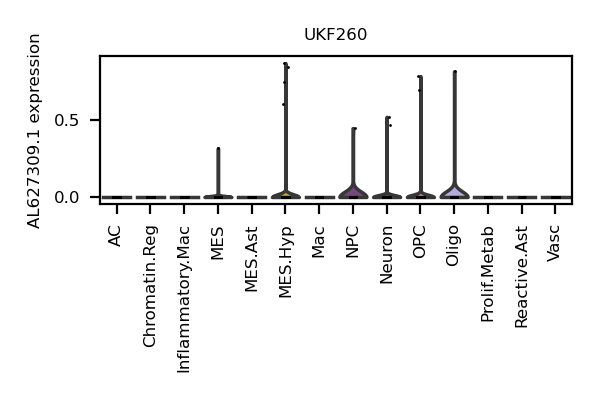 UKF260
AL627309.1 expression
0.5
0.0
AC
Chromatin.Reg
Inflammatory.Mac
MES
MES.Ast
MES.Hyp
Mac
NPC
Neuron
OPC
Oligo
Prolif.Metab
Reactive.Ast
Vasc